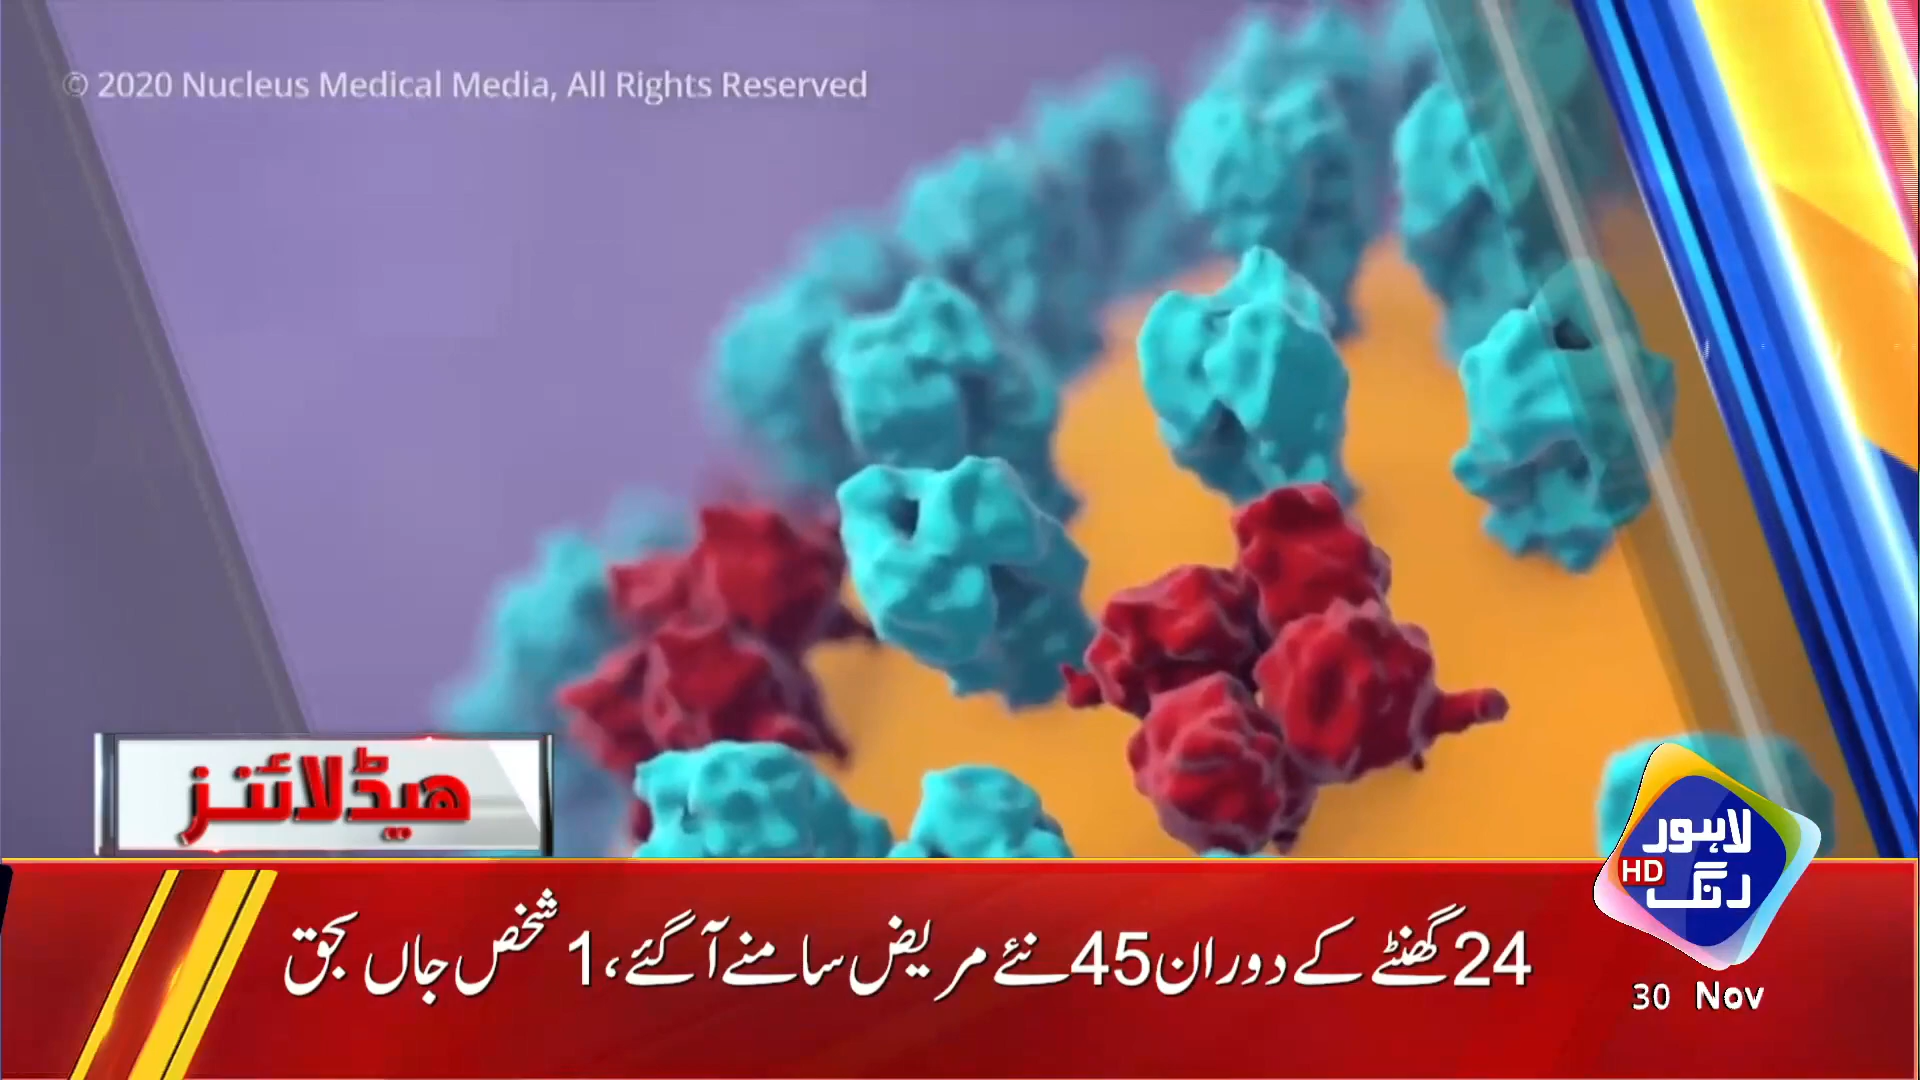 © 2020 Nucleus Medical Media, All Rights Reserved
ہیڈلائنز
لاہور
HD
رنگ
24 گھنٹے کے دوران 45 نئے مریض سامنے آگئے، 1 شخص جاں بحق
30 Nov